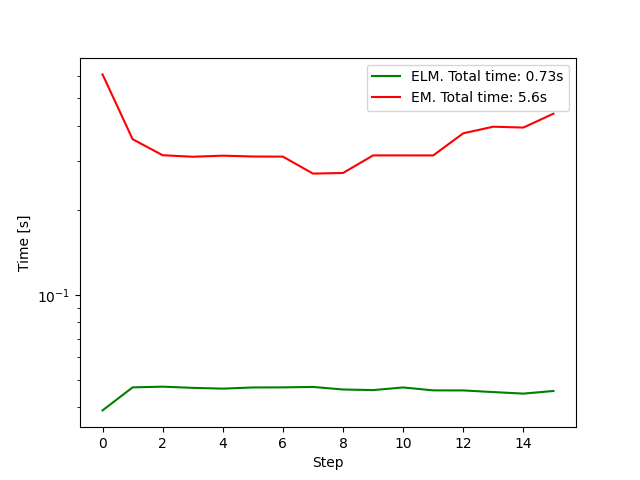 ELM. Total time: 0.73s
EM. Total time: 5.6s
Time [s]
10⁻¹
0 2 4 6 8 10 12 14
Step